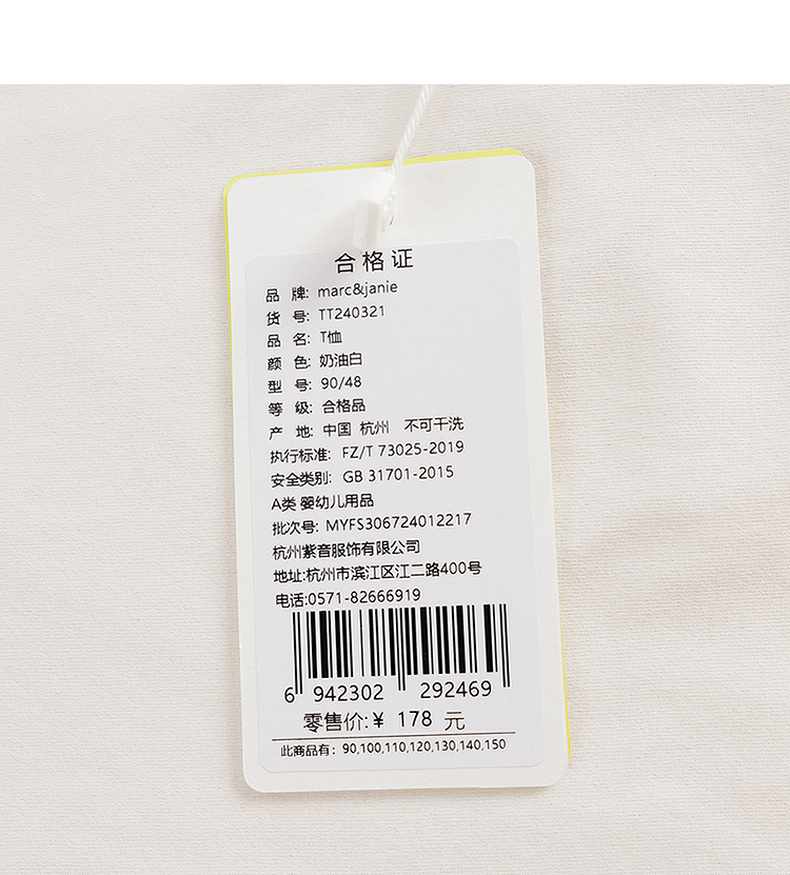 合格证
品 牌: marc&janie
货 号: TT240321
品 名: T恤
颜 色: 奶油白
型 号: 90/48
等 级: 合格品
产 地: 中国 杭州 不可干洗
执行标准: FZ/T 73025-2019
安全类别: GB 31701-2015
A类 婴幼儿用品
批次号: MYFS306724012217
杭州紫音服饰有限公司
地址:杭州市滨江区江二路400号
电话:0571-82666919
6 942302 292469
零售价:¥ 178 元
此商品有: 90,100,110,120,130,140,150